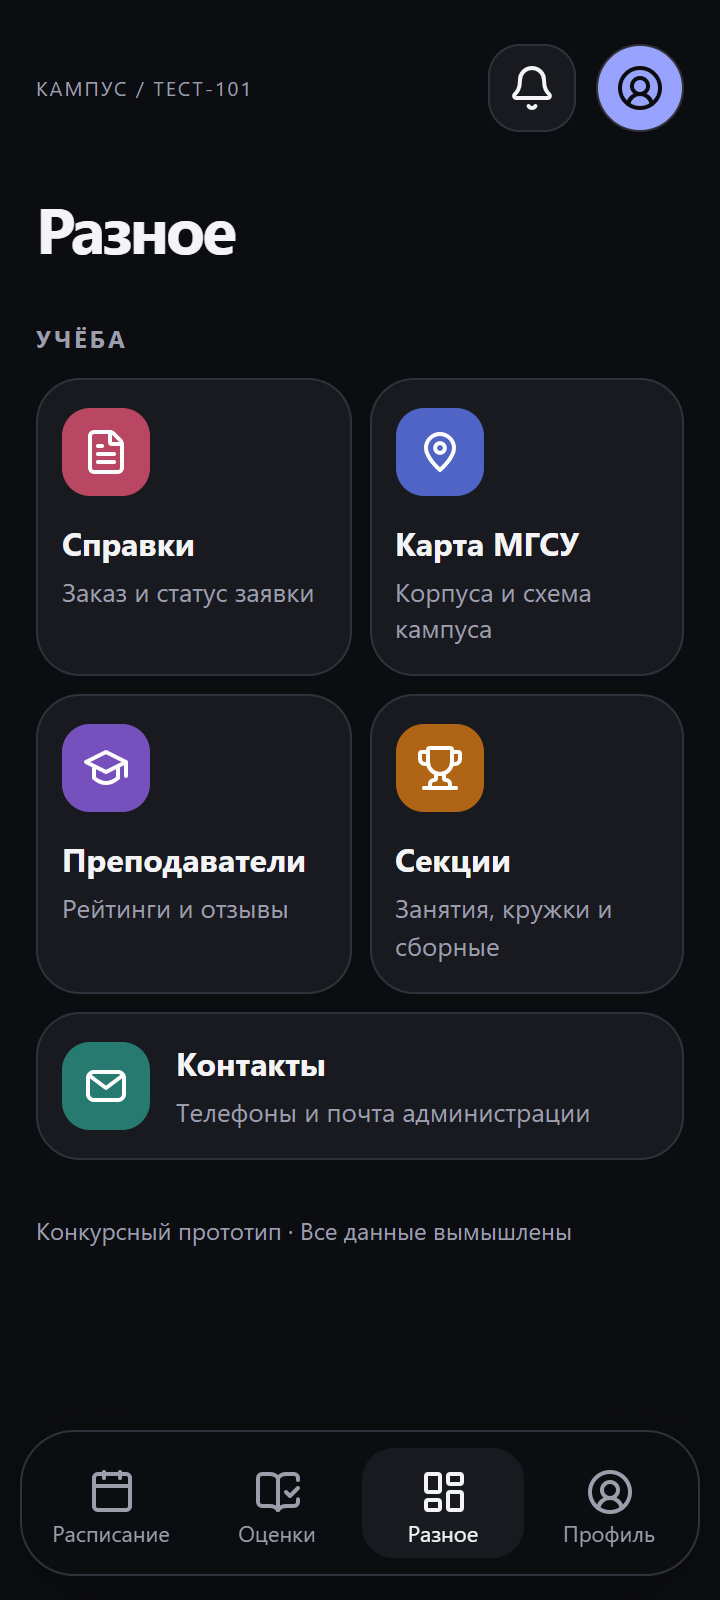 КАМПУС / ТЕСТ-101
Разное
УЧЁБА
Справки
Заказ и статус заявки
Карта МГСУ
Корпуса и схема
кампуса
Преподаватели
Рейтинги и отзывы
Секции
Занятия, кружки и
сборные
Контакты
Телефоны и почта администрации
Конкурсный прототип · Все данные вымышлены
Расписание
Оценки
Разное
Профиль